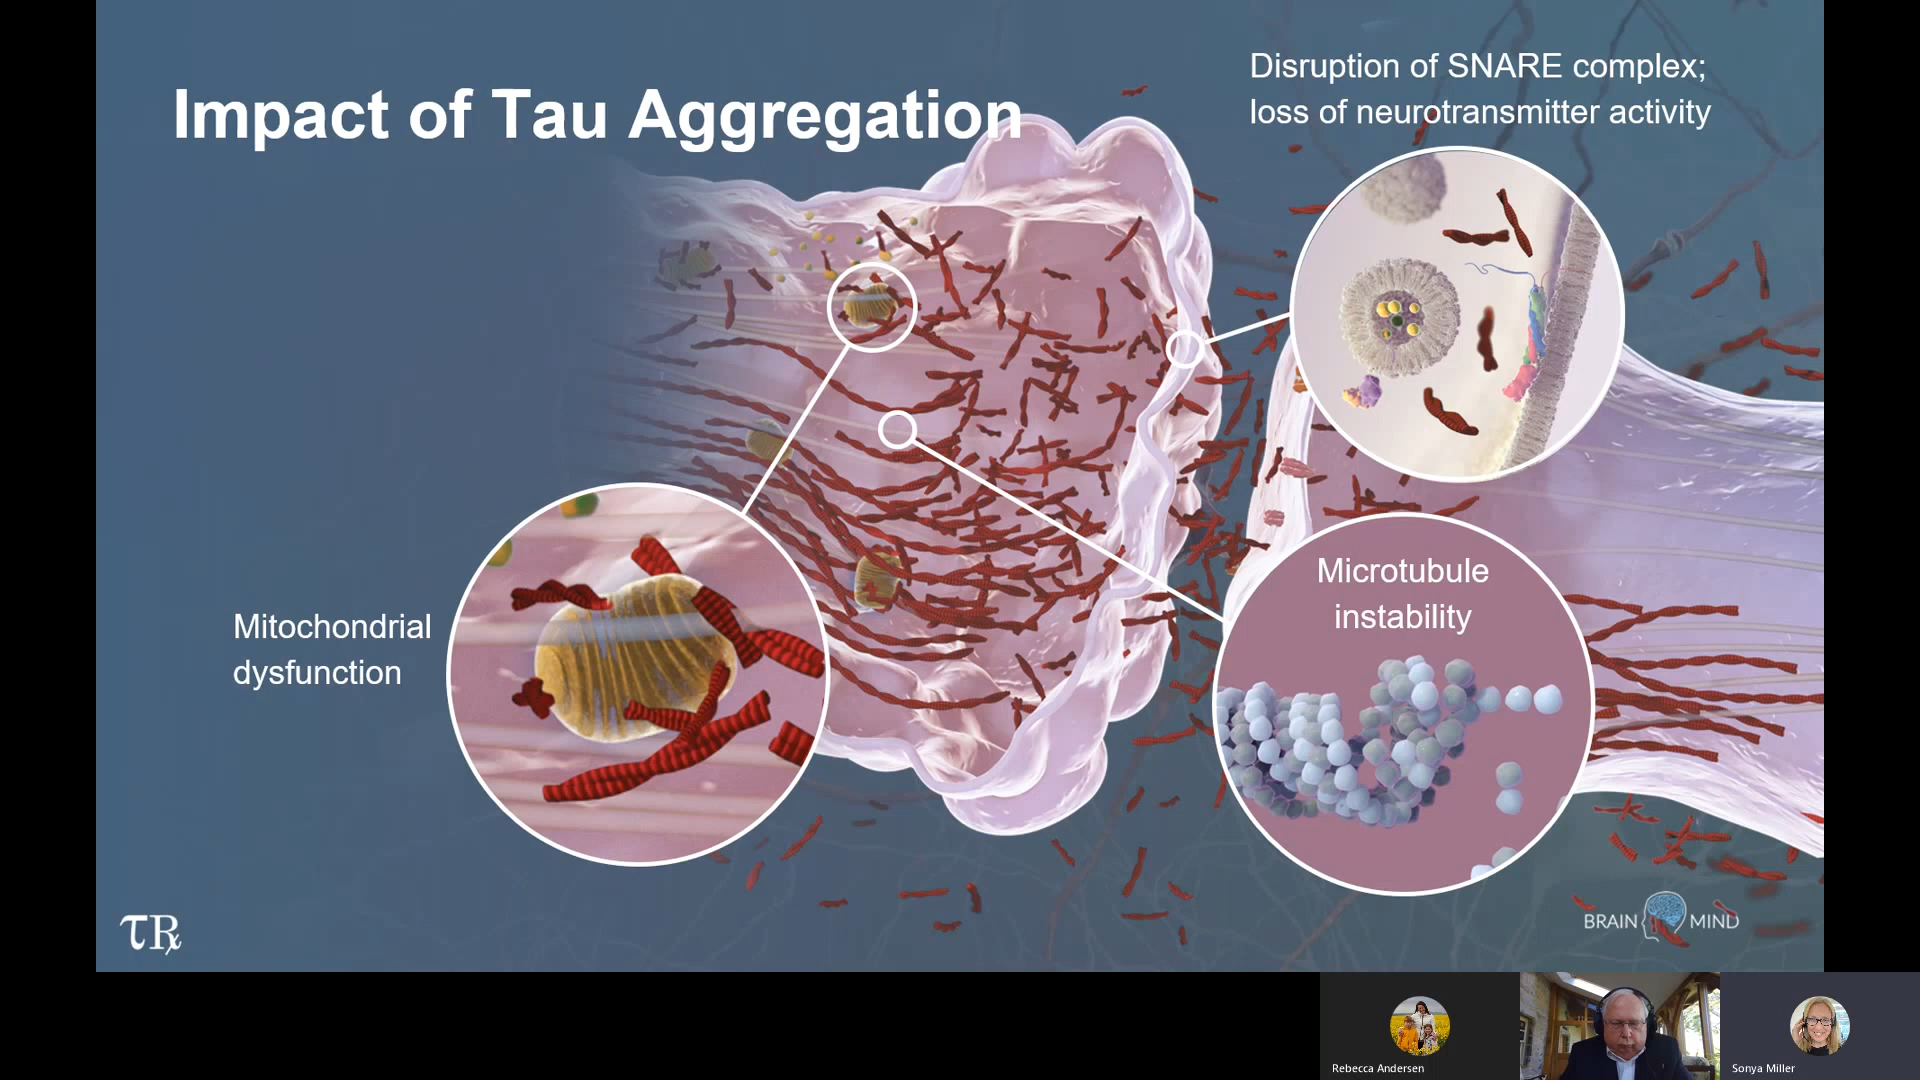 Impact of Tau Aggregation
Disruption of SNARE complex;
loss of neurotransmitter activity
Mitochondrial
dysfunction
Microtubule
instability
τRx
BRAIN MIND
Rebecca Andersen
Sonya Miller